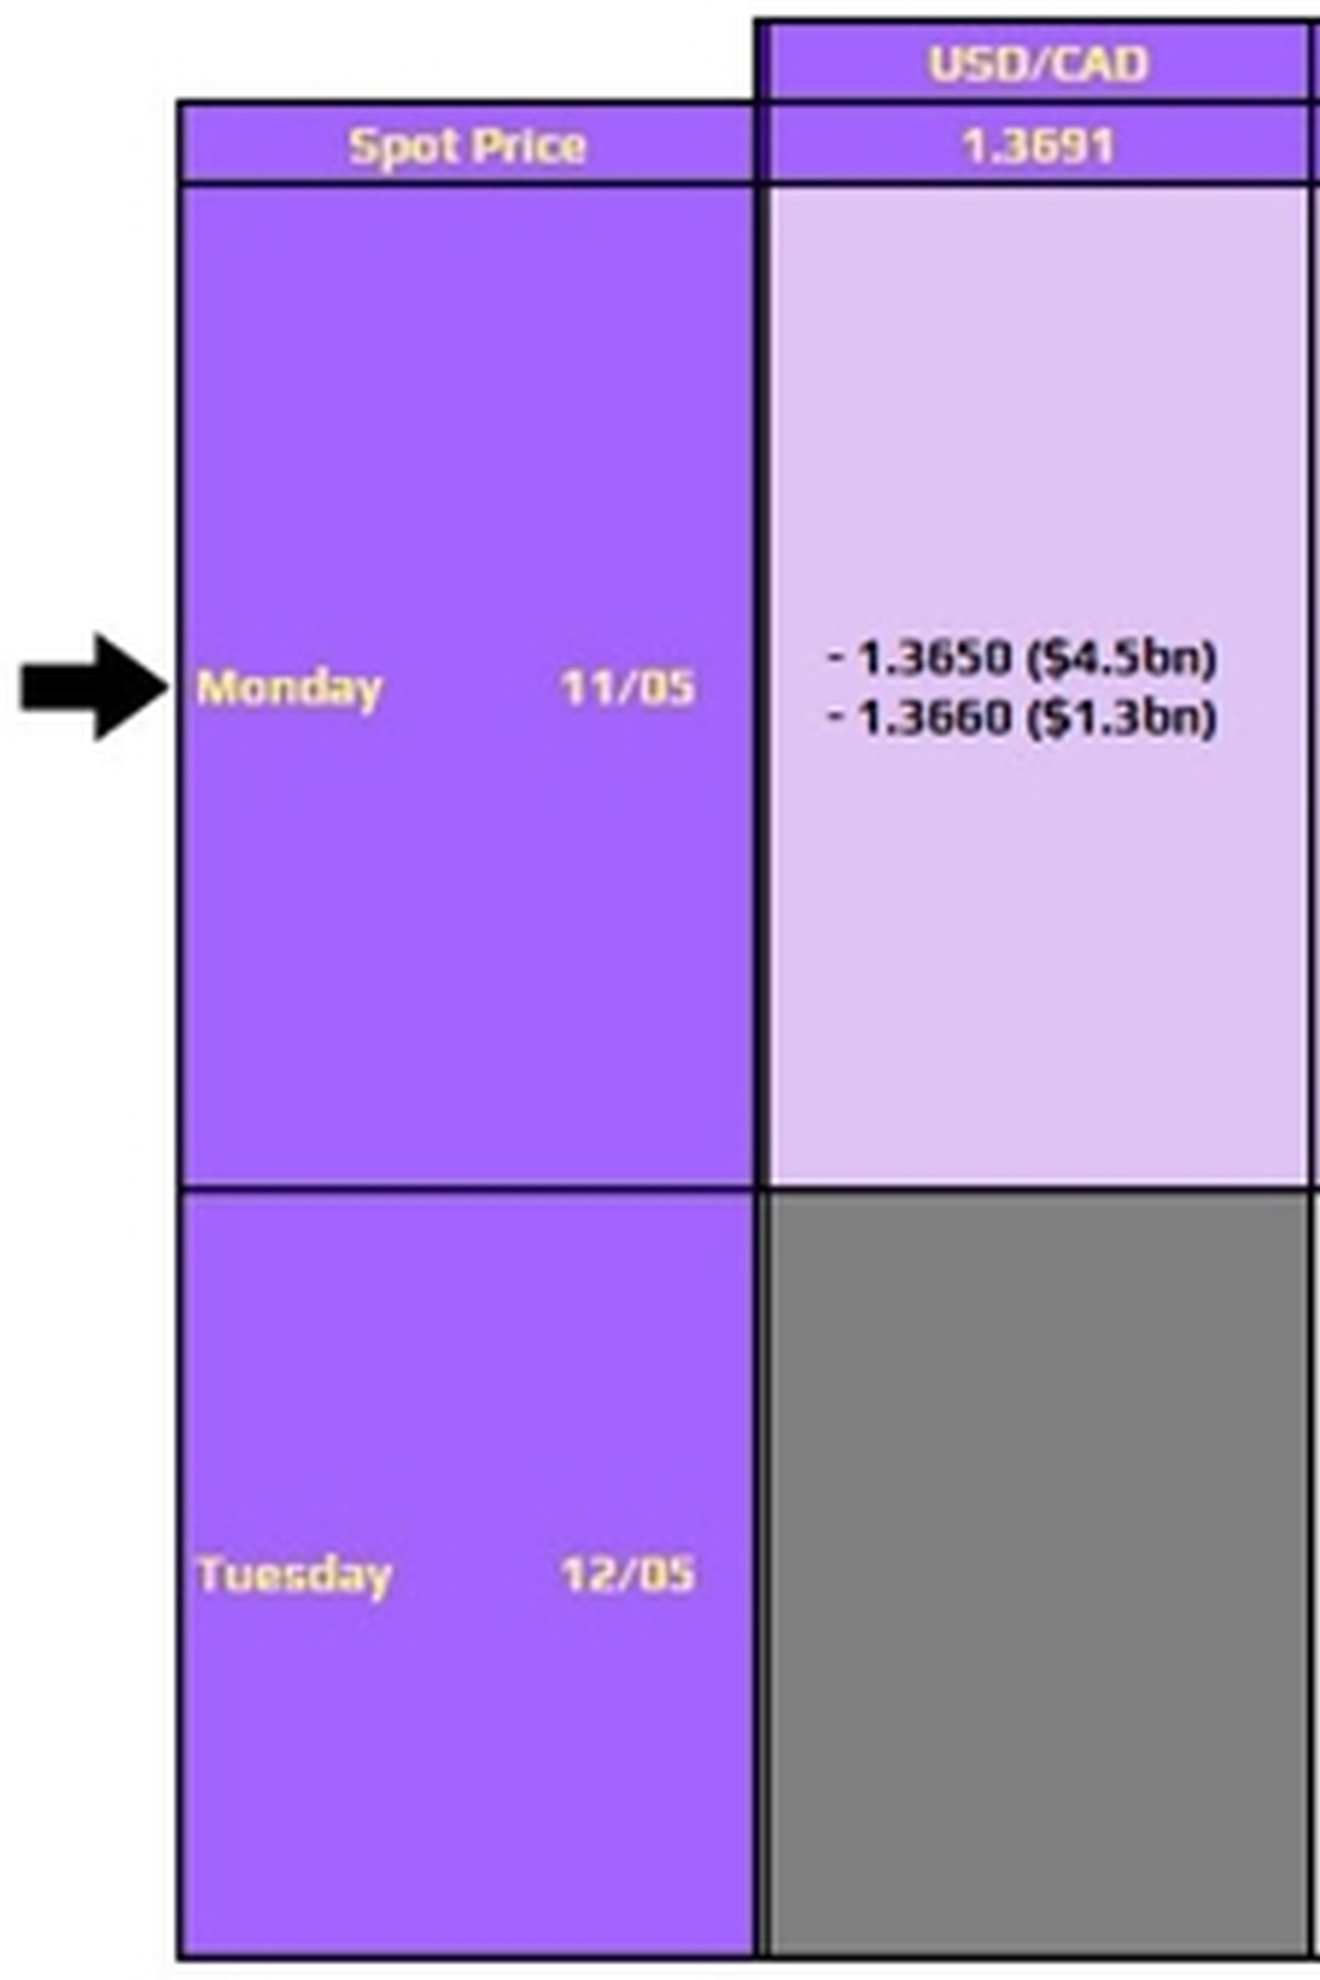 USD/CAD
Spot Price 1.3691
Monday 11/05
- 1.3650 ($4.5bn)
- 1.3660 ($1.3bn)
Tuesday 12/05